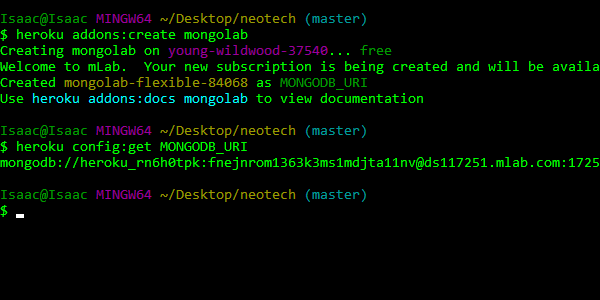 Isaac@Isaac MINGW64 ~/Desktop/neotech (master)
$ heroku addons:create mongolab
Creating mongolab on young-wildwood-37540... free
Welcome to mLab.  Your new subscription is being created and will be availa
Created mongolab-flexible-84068 as MONGODB_URI
Use heroku addons:docs mongolab to view documentation
Isaac@Isaac MINGW64 ~/Desktop/neotech (master)
$ heroku config:get MONGODB_URI
mongodb://heroku_rn6h0tpk:fnejnrom1363k3ms1mdjta11nv@ds117251.mlab.com:1725
Isaac@Isaac MINGW64 ~/Desktop/neotech (master)
$